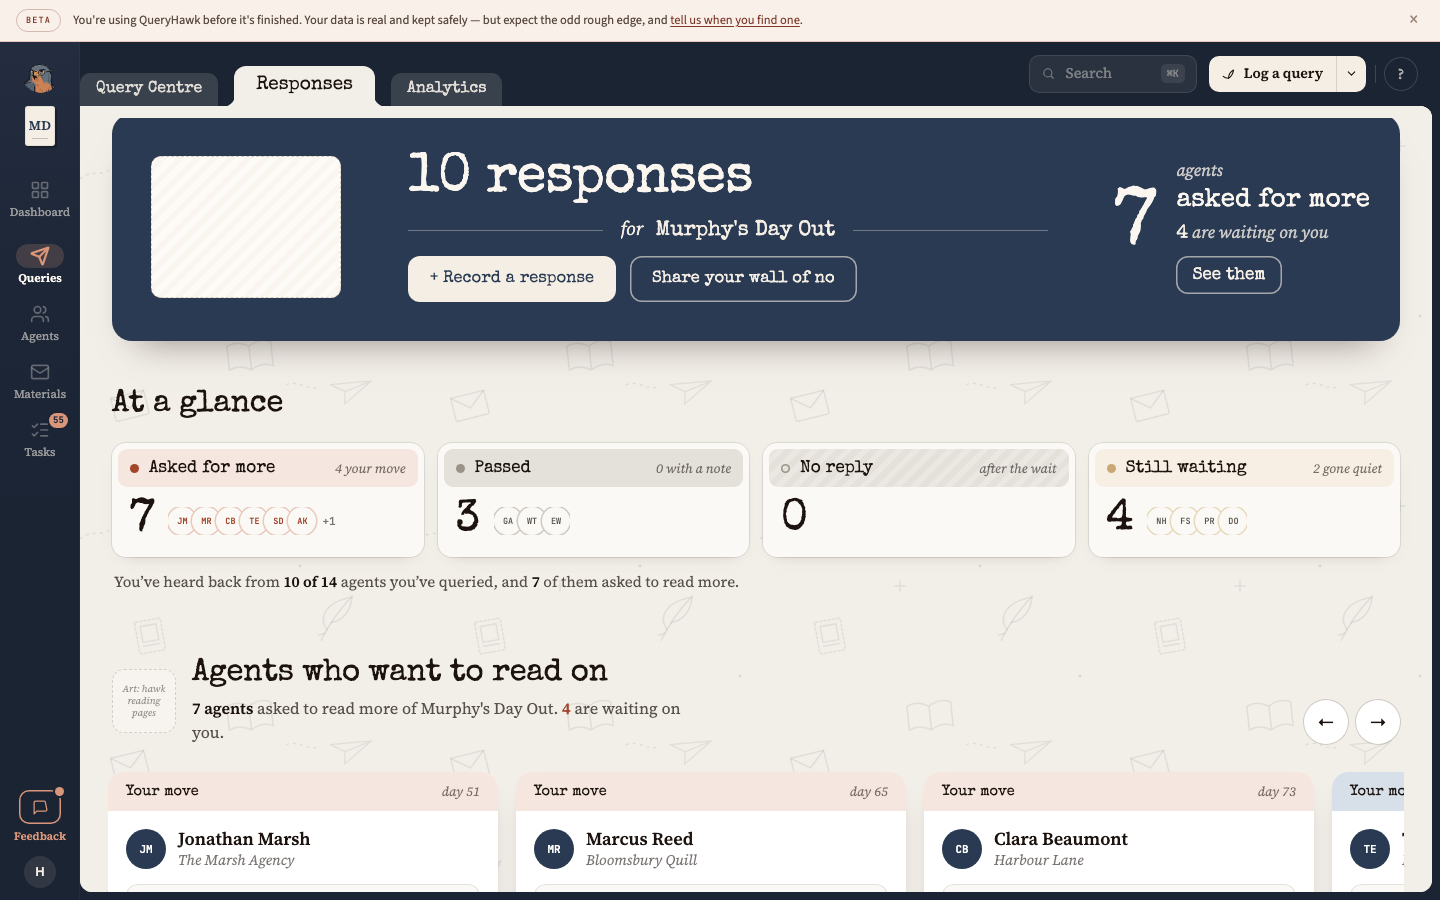 BETA
You're using QueryHawk before it's finished. Your data is real and kept safely — but expect the odd rough edge, and tell us when you find one.
×
Query Centre
Responses
Analytics
Search
⌘K
Log a query
?
MD
Dashboard
Queries
Agents
Materials
55
Tasks
Feedback
H
10 responses
for Murphy's Day Out
+ Record a response
Share your wall of no
7
agents
asked for more
4 are waiting on you
See them
At a glance
Asked for more
4 your move
7
JM MR CB TE SD AK +1
Passed
0 with a note
3
GA WT EW
No reply
after the wait
0
Still waiting
2 gone quiet
4
NH FS PR DO
You've heard back from 10 of 14 agents you've queried, and 7 of them asked to read more.
Art: hawk
reading
pages
Agents who want to read on
7 agents asked to read more of Murphy's Day Out. 4 are waiting on
you.
← →
Your move
day 51
JM
Jonathan Marsh
The Marsh Agency
Your move
day 65
MR
Marcus Reed
Bloomsbury Quill
Your move
day 73
CB
Clara Beaumont
Harbour Lane
Your mo
TE